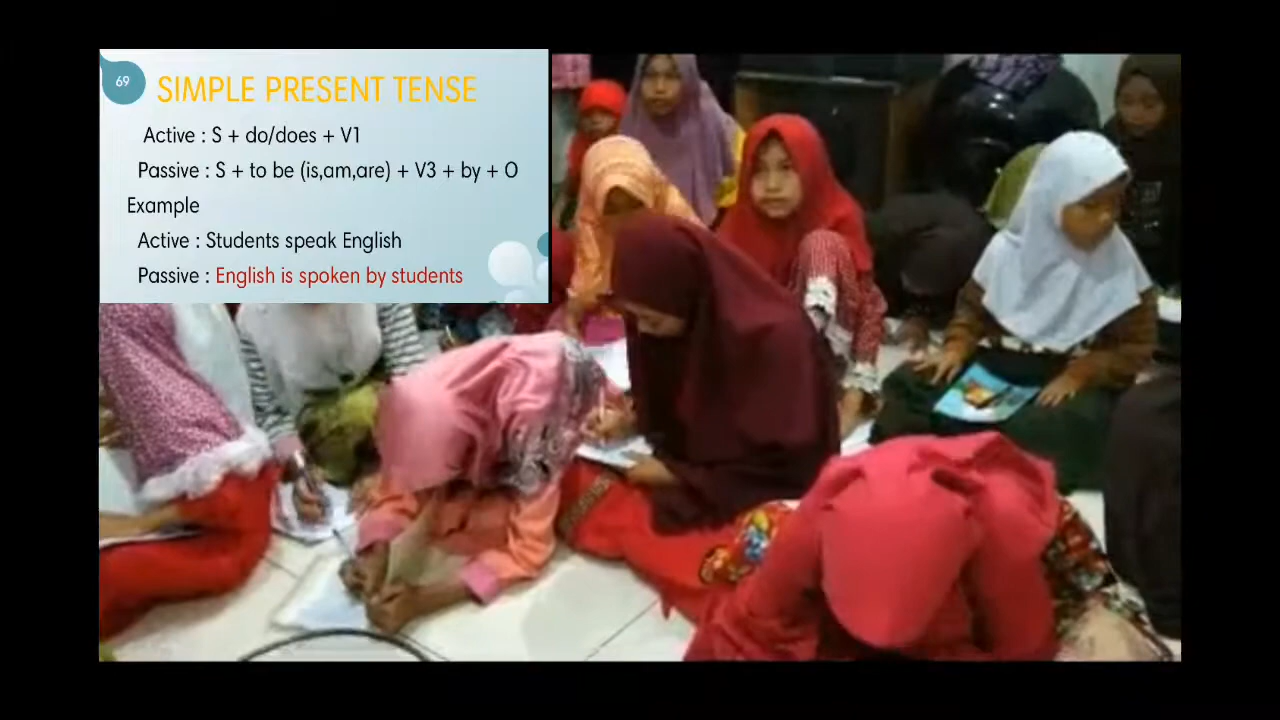 69
SIMPLE PRESENT TENSE
Active : S + do/does + V1
Passive : S + to be (is,am,are) + V3 + by + O
Example
Active : Students speak English
Passive : English is spoken by students